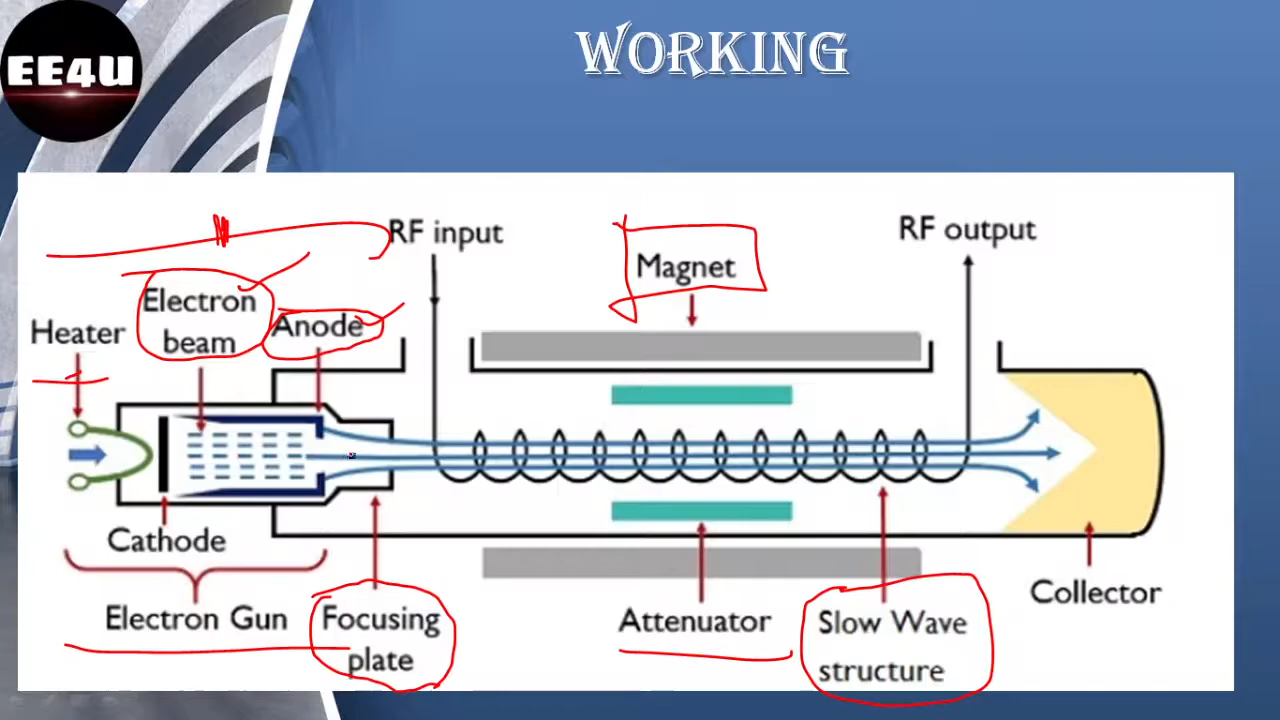 EE4U
WORKING
RF input
RF output
Magnet
Electron
beam
Anode
Heater
Cathode
Electron Gun
Focusing
plate
Attenuator
Slow Wave
structure
Collector